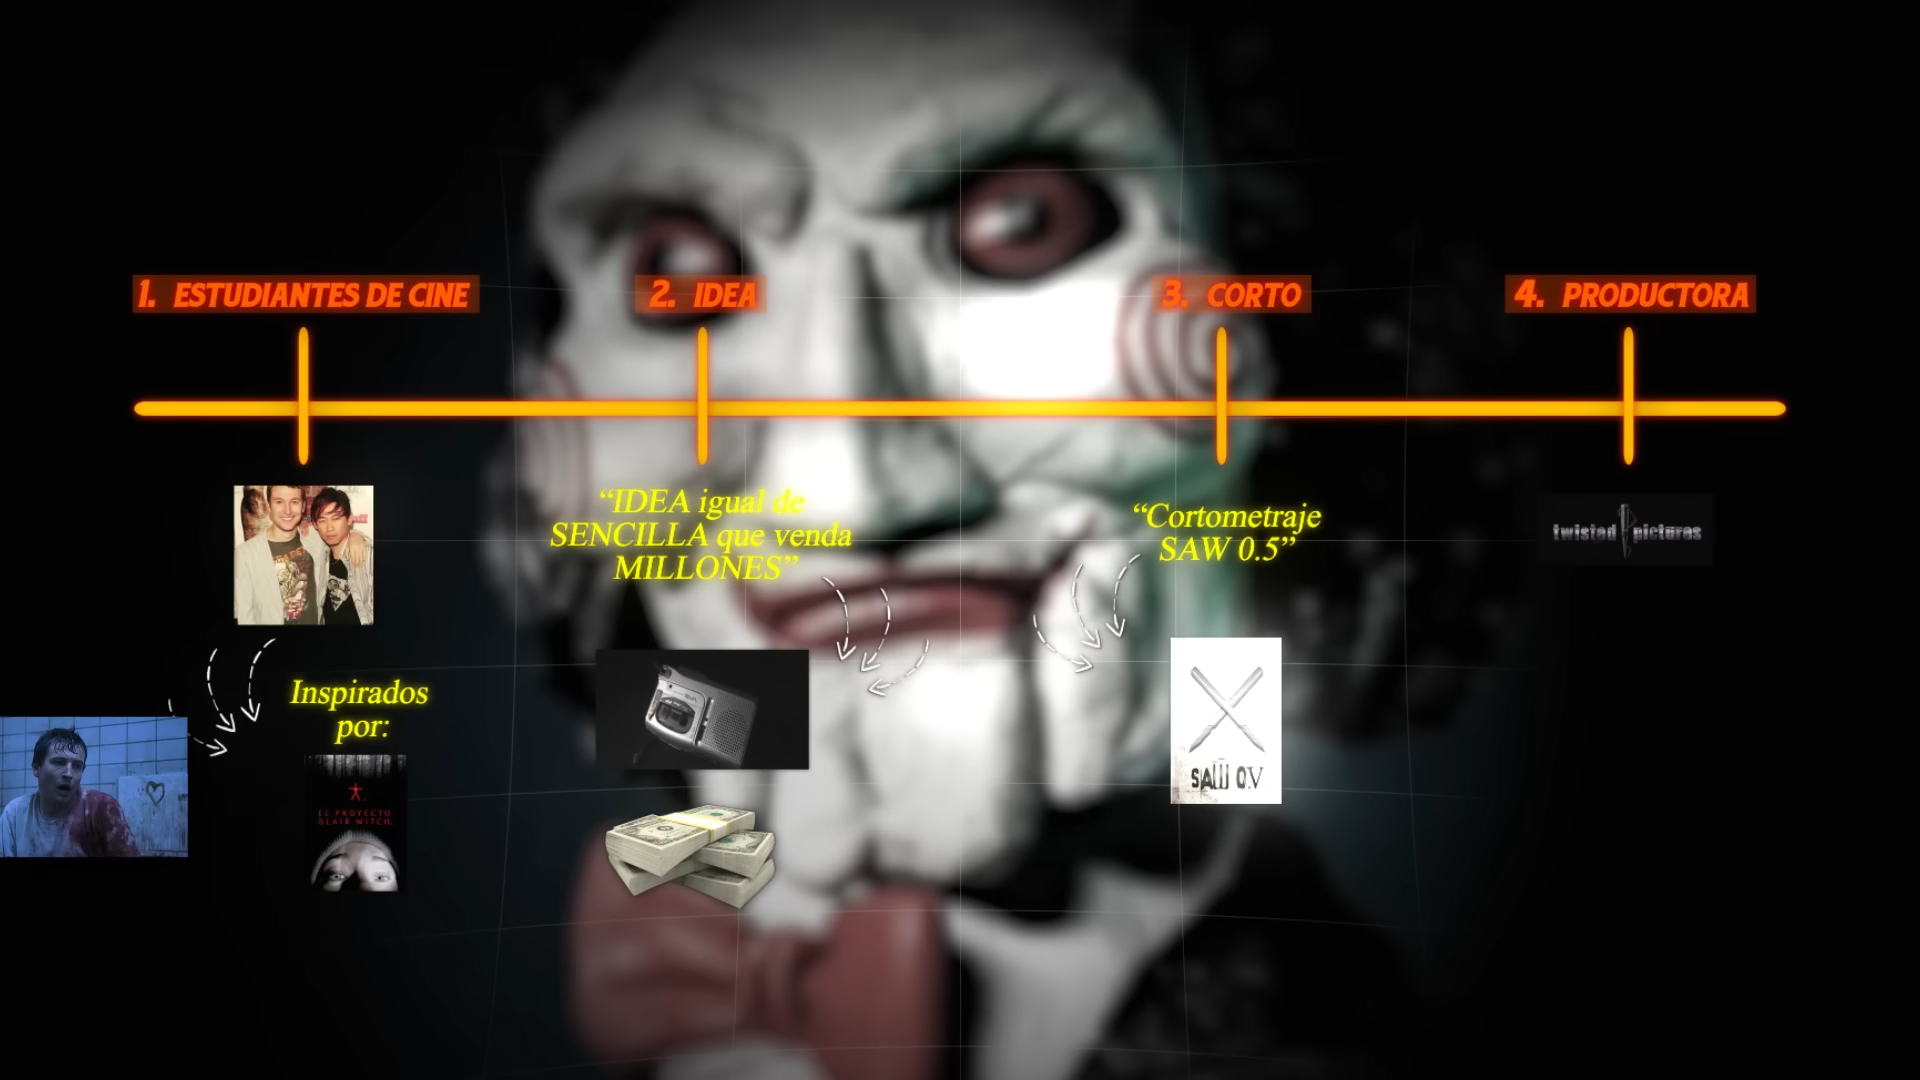 1. ESTUDIANTES DE CINE
2. IDEA
3. CORTO
4. PRODUCTORA
“IDEA igual de
SENCILLA que venda
MILLONES”
“Cortometraje
SAW 0.5”
twisted pictures
Inspirados
por:
EL PROYECTO
BLAIR WITCH
SAW 0.V